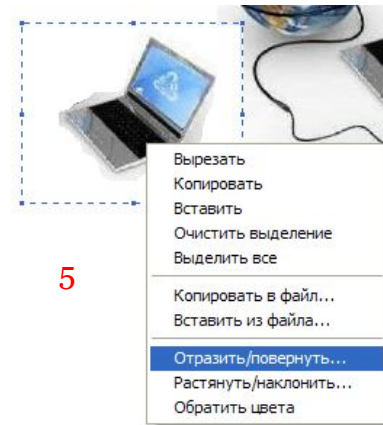 Вырезать
Копировать
Вставить
Очистить выделение
Выделить все
5
Копировать в файл...
Вставить из файла...
Отразить/повернуть...
Растянуть/наклонить...
Обратить цвета